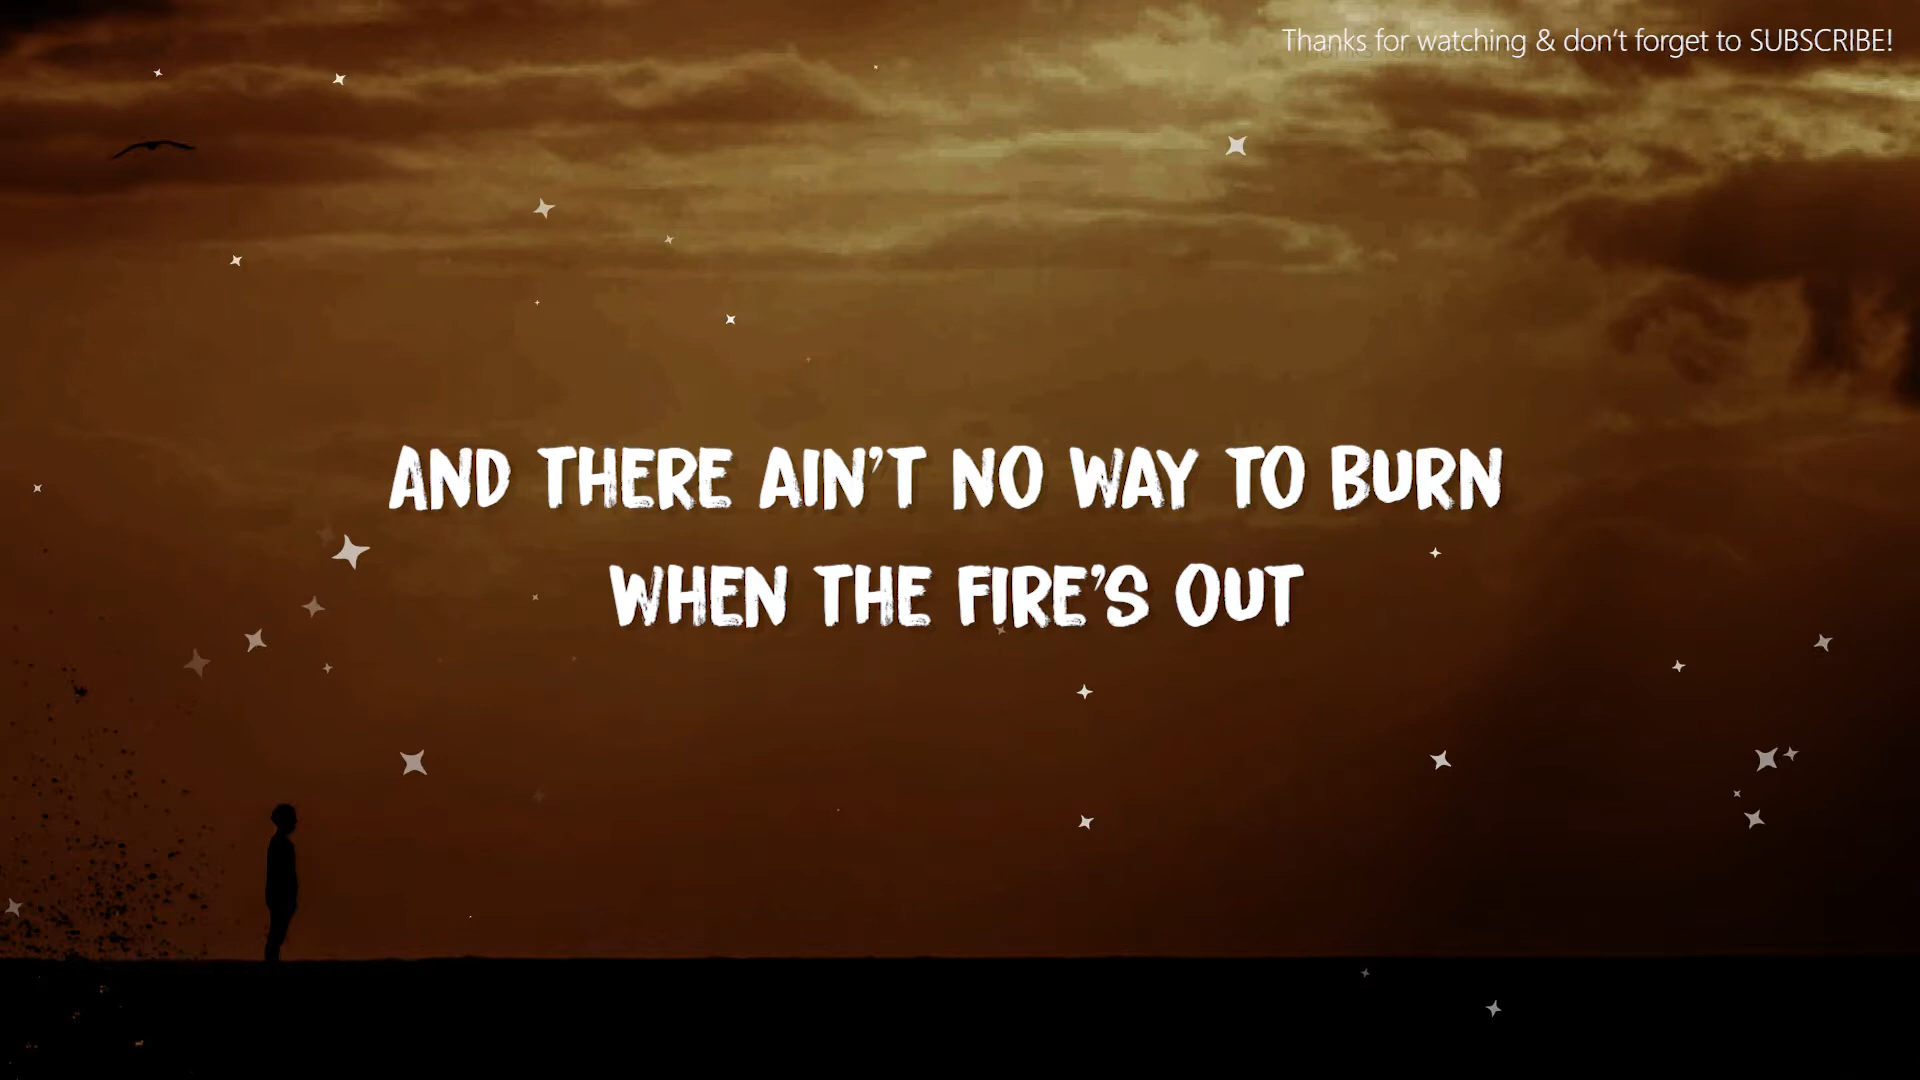 Thanks for watching & don't forget to SUBSCRIBE!
AND THERE AIN'T NO WAY TO BURN
WHEN THE FIRE'S OUT